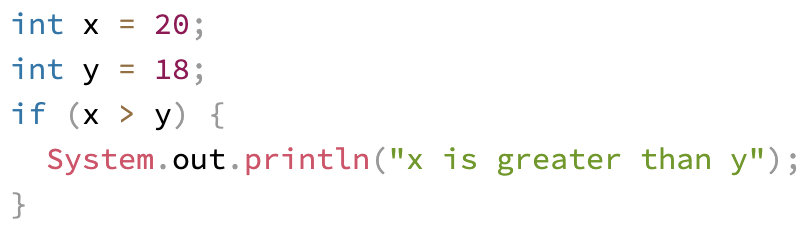 int x = 20;
int y = 18;
if (x > y) {
  System.out.println("x is greater than y");
}